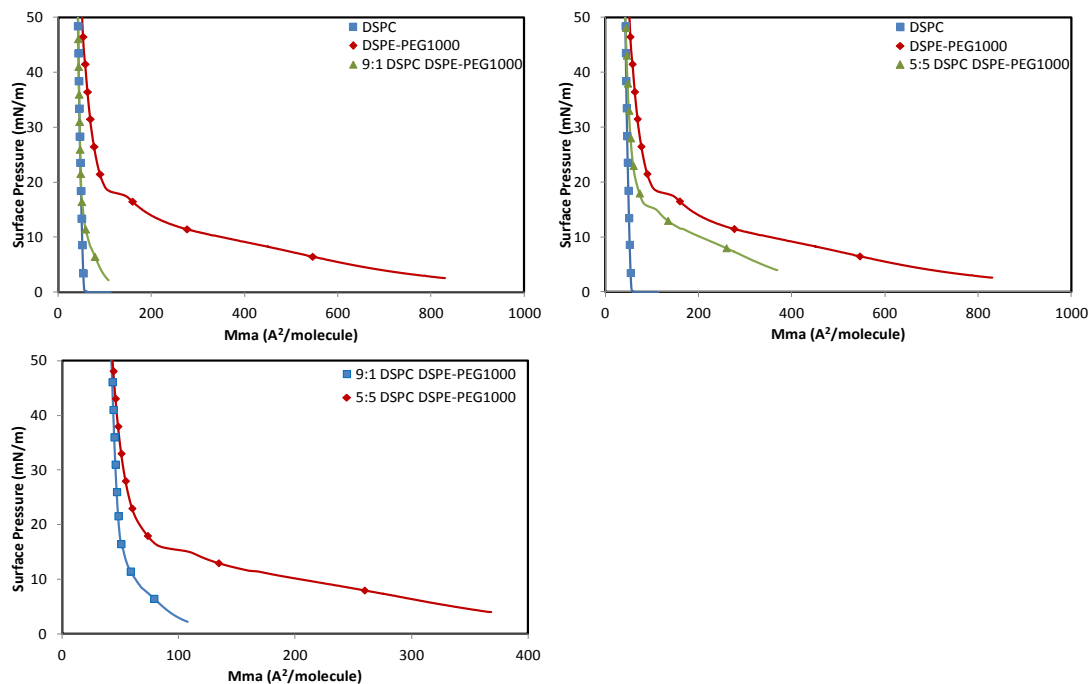 50
40
30
20
10
0
Surface Pressure (mN/m)
DSPC
DSPE-PEG1000
9:1 DSPC DSPE-PEG1000
0 200 400 600 800 1000
Mma (A²/molecule)
50
40
30
20
10
0
Surface Pressure (mN/m)
DSPC
DSPE-PEG1000
5:5 DSPC DSPE-PEG1000
0 200 400 600 800 1000
Mma (A²/molecule)
50
40
30
20
10
0
Surface Pressure (mN/m)
9:1 DSPC DSPE-PEG1000
5:5 DSPC DSPE-PEG1000
0 100 200 300 400
Mma (A²/molecule)